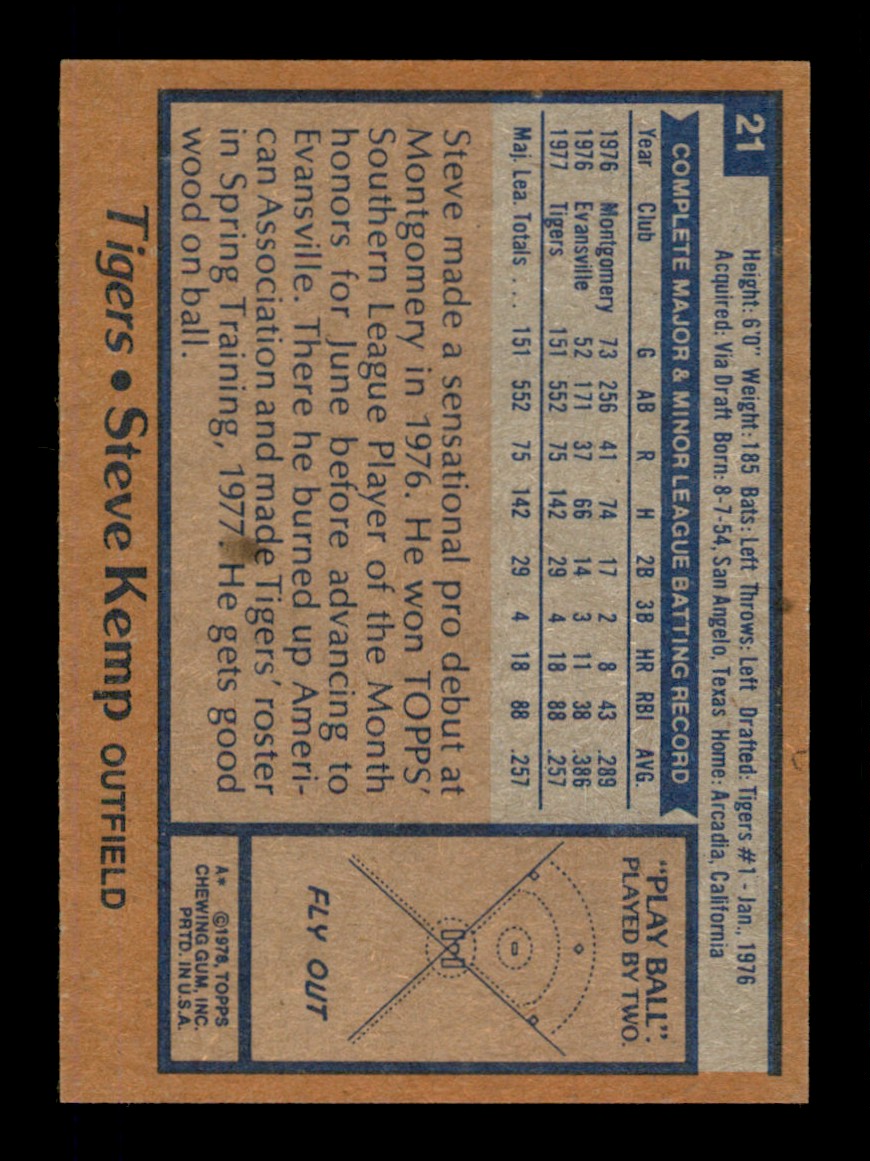 21
Height: 6'0" Weight: 185 Bats: Left Throws: Left Drafted: Tigers #1 - Jan., 1976
Acquired: Via Draft Born: 8-7-54, San Angelo, Texas Home: Arcadia, California
COMPLETE MAJOR & MINOR LEAGUE BATTING RECORD
Year Club G AB R H 2B 3B HR RBI AVG.
1976 Montgomery 73 256 41 74 17 2 8 43 .289
1976 Evansville 52 171 37 66 14 3 11 38 .386
1977 Tigers 151 552 75 142 29 4 18 88 .257
Maj. Lea. Totals . . . 151 552 75 142 29 4 18 88 .257
Steve made a sensational pro debut at
Montgomery in 1976. He won TOPPS'
Southern League Player of the Month
honors for June before advancing to
Evansville. There he burned up Ameri-
can Association and made Tigers' roster
in Spring Training, 1977. He gets good
wood on ball.
"PLAY BALL".
PLAYED BY TWO.
FLY OUT
A* ©1978, TOPPS
CHEWING GUM, INC.
PRTD. IN U.S.A.
Tigers • Steve Kemp OUTFIELD